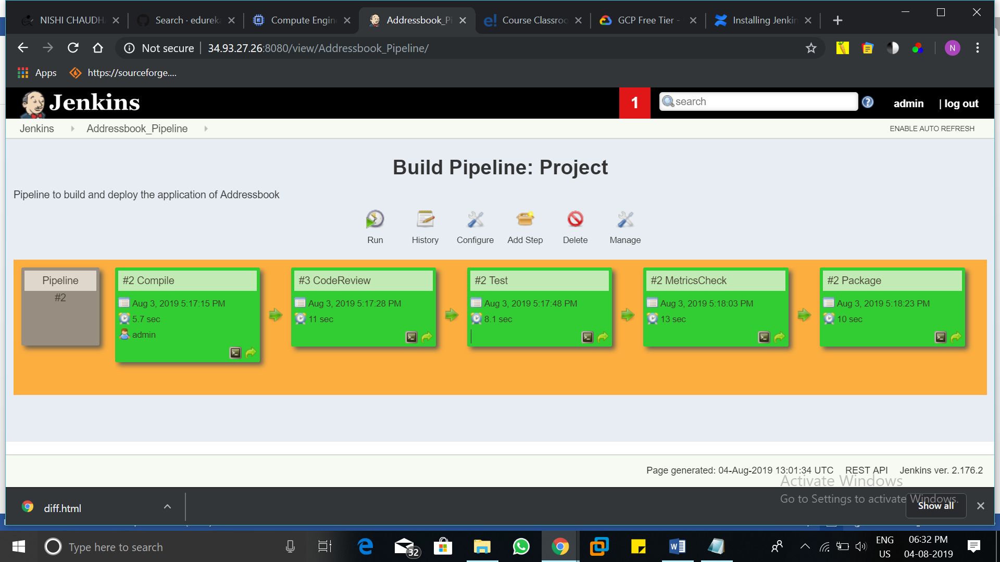 NISHI CHAUDH
Search · edurek
Compute Engin
Addressbook_Pi
e! Course Classroo
GCP Free Tier -
Installing Jenkin
Not secure
34.93.27.26:8080/view/Addressbook_Pipeline/
N
Apps
https://sourceforge....
Jenkins
1
search
?
admin
| log out
Jenkins
Addressbook_Pipeline
ENABLE AUTO REFRESH
Build Pipeline: Project
Pipeline to build and deploy the application of Addressbook
Run
History
Configure
Add Step
Delete
Manage
Pipeline
#2
#2 Compile
Aug 3, 2019 5:17:15 PM
5.7 sec
admin
#3 CodeReview
Aug 3, 2019 5:17:28 PM
11 sec
#2 Test
Aug 3, 2019 5:17:48 PM
8.1 sec
#2 MetricsCheck
Aug 3, 2019 5:18:03 PM
13 sec
#2 Package
Aug 3, 2019 5:18:23 PM
10 sec
Page generated: 04-Aug-2019 13:01:34 UTC
REST API
Jenkins ver. 2.176.2
Activate Windows
Go to Settings to activate Windows.
diff.html
Show all
Type here to search
32
W
ENG
US
06:32 PM
04-08-2019